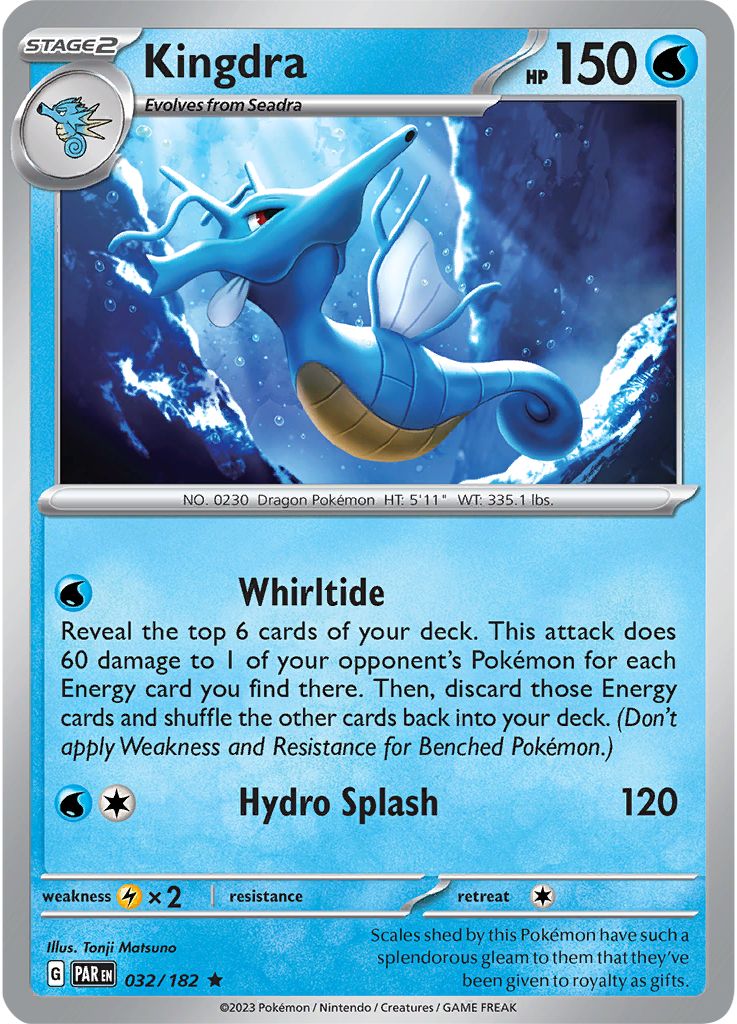 STAGE2
Kingdra
HP 150
Evolves from Seadra
NO. 0230 Dragon Pokémon HT: 5'11" WT: 335.1 lbs.
Whirltide
Reveal the top 6 cards of your deck. This attack does
60 damage to 1 of your opponent's Pokémon for each
Energy card you find there. Then, discard those Energy
cards and shuffle the other cards back into your deck. (Don't
apply Weakness and Resistance for Benched Pokémon.)
Hydro Splash 120
weakness ×2 resistance retreat
Illus. Tonji Matsuno
G PAR EN 032/182 ★
Scales shed by this Pokémon have such a
splendorous gleam to them that they've
been given to royalty as gifts.
©2023 Pokémon / Nintendo / Creatures / GAME FREAK